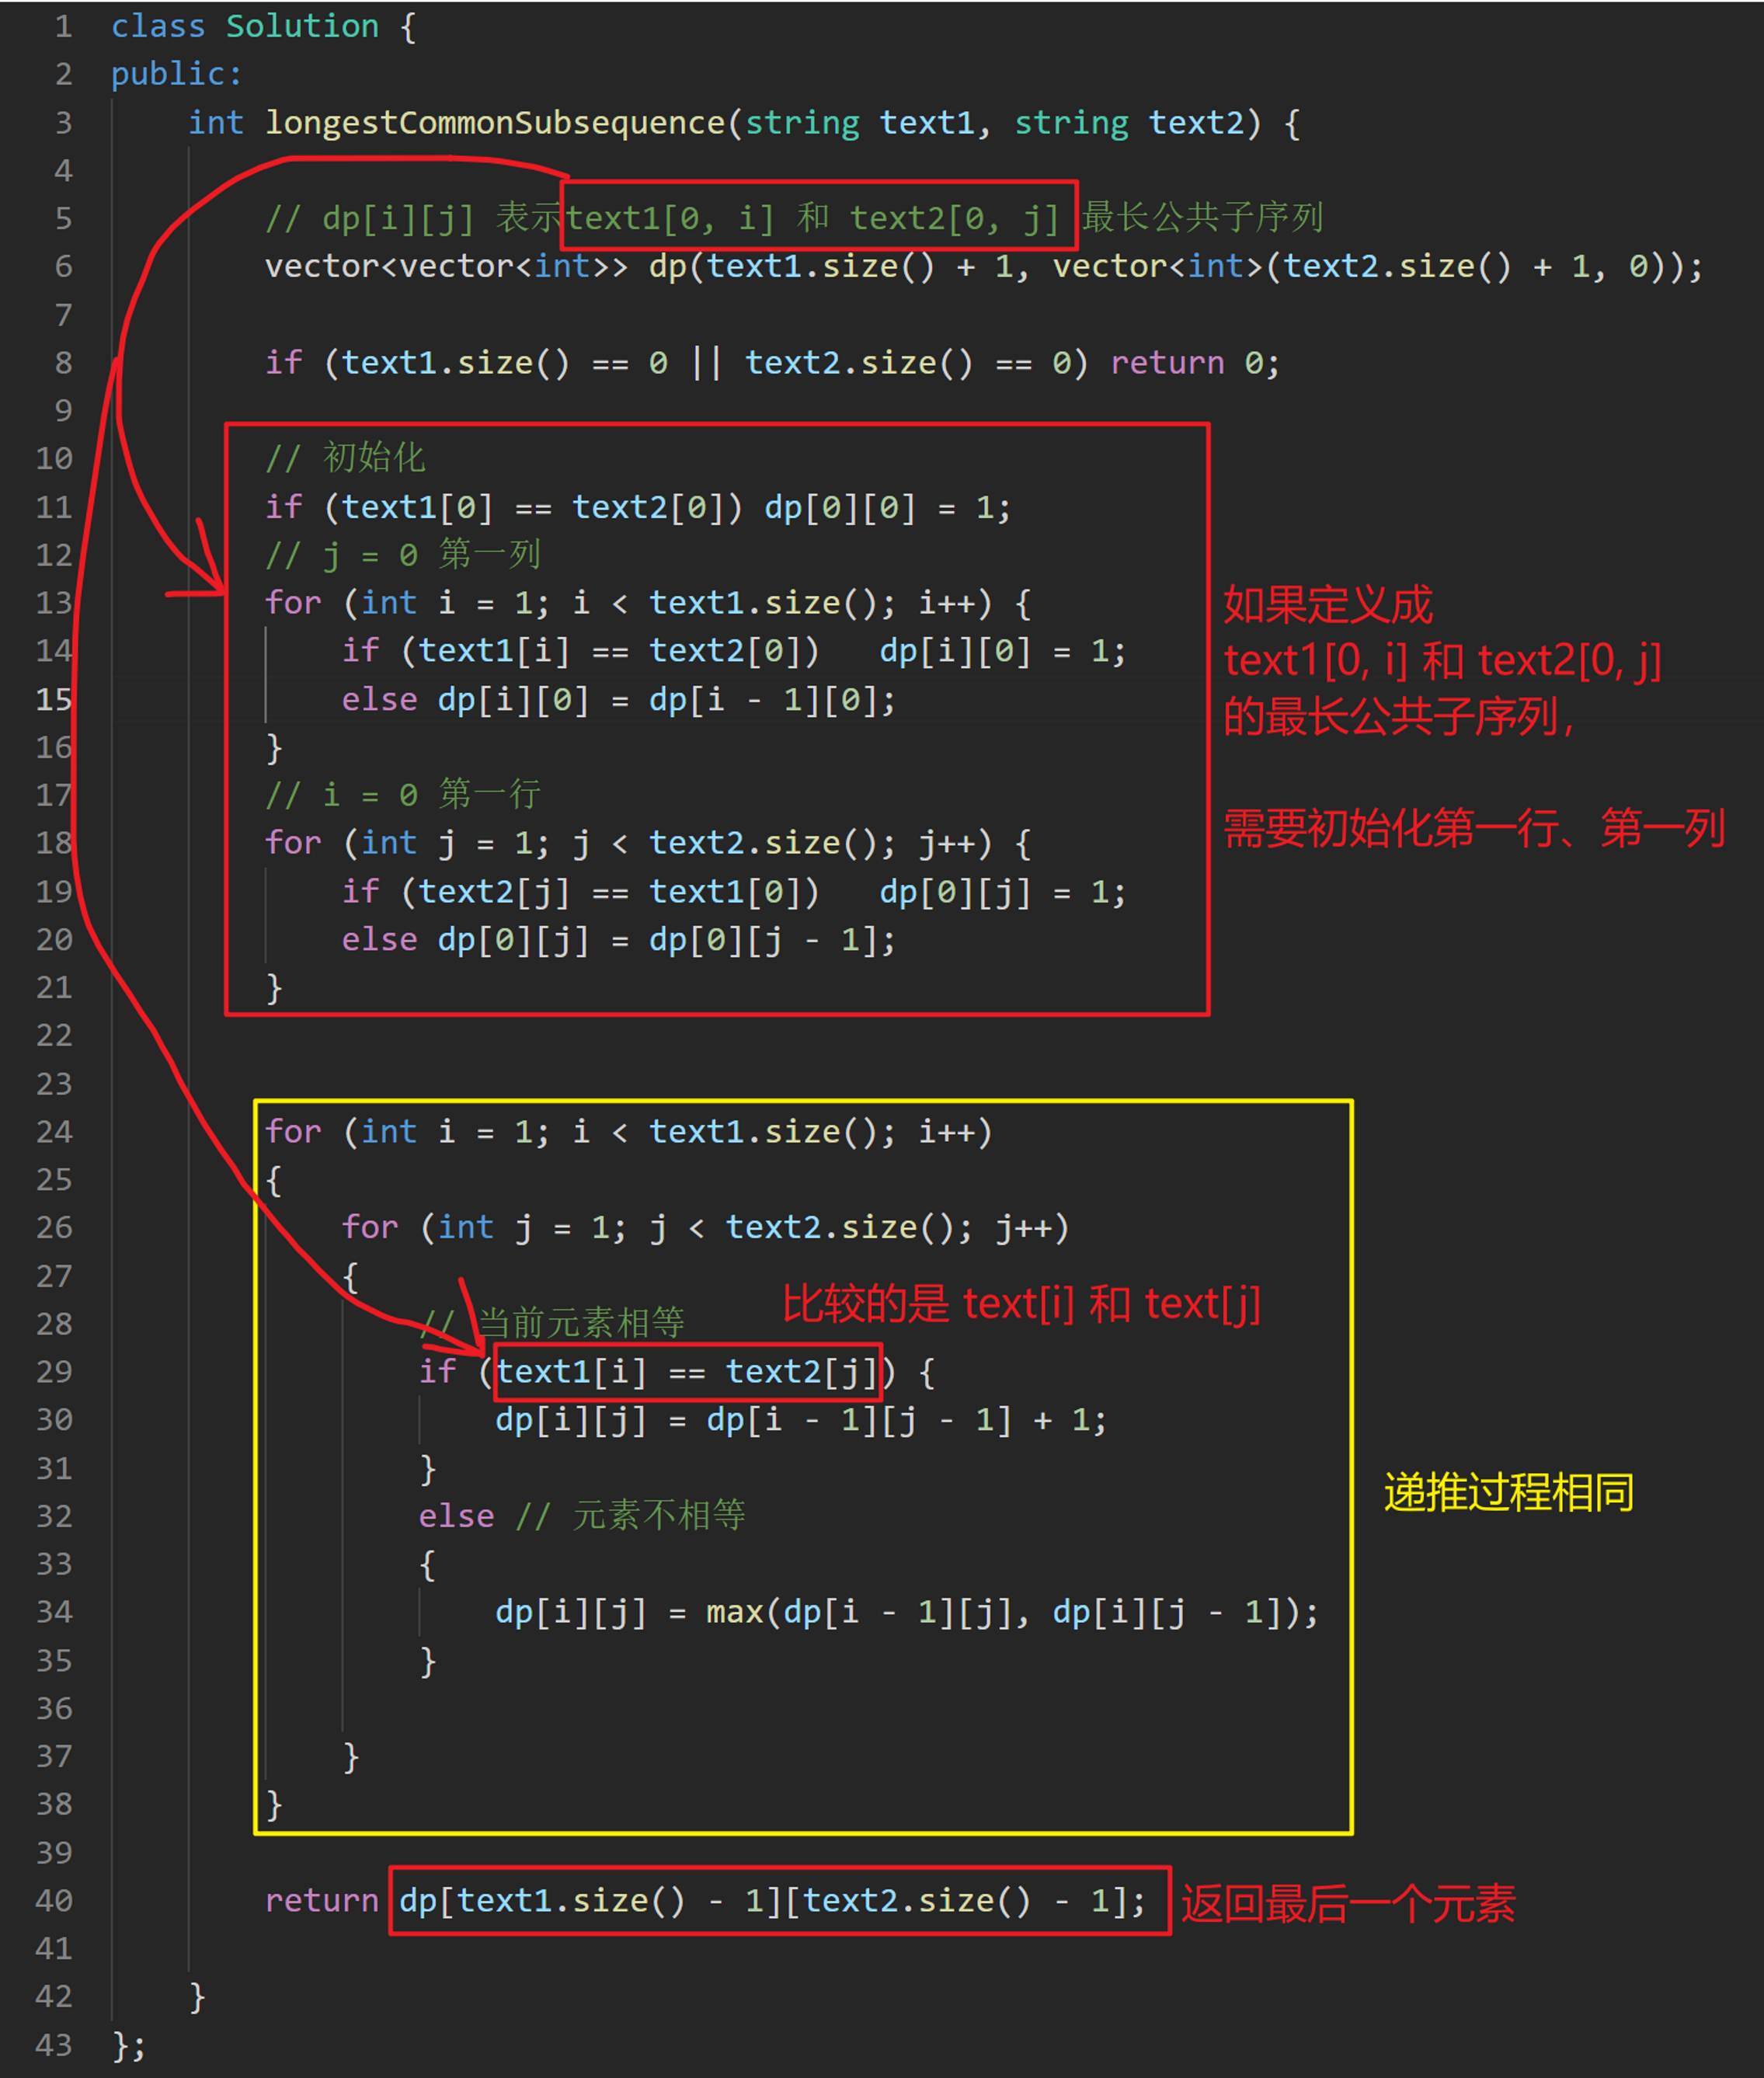 1 class Solution {
2 public:
3 int longestCommonSubsequence(string text1, string text2) {
4
5 // dp[i][j] 表示text1[0, i] 和 text2[0, j] 最长公共子序列
6 vector<vector<int>> dp(text1.size() + 1, vector<int>(text2.size() + 1, 0));
7
8 if (text1.size() == 0 || text2.size() == 0) return 0;
9
10 // 初始化
11 if (text1[0] == text2[0]) dp[0][0] = 1;
12 // j = 0 第一列
13 for (int i = 1; i < text1.size(); i++) {
如果定义成
14 if (text1[i] == text2[0]) dp[i][0] = 1;
text1[0, i] 和 text2[0, j]
15 else dp[i][0] = dp[i - 1][0];
的最长公共子序列，
16 }
17 // i = 0 第一行
18 for (int j = 1; j < text2.size(); j++) {
需要初始化第一行、第一列
19 if (text2[j] == text1[0]) dp[0][j] = 1;
20 else dp[0][j] = dp[0][j - 1];
21 }
22
23
24 for (int i = 1; i < text1.size(); i++)
25 {
26 for (int j = 1; j < text2.size(); j++)
27 {
比较的是 text[i] 和 text[j]
28 // 当前元素相等
29 if (text1[i] == text2[j]) {
30 dp[i][j] = dp[i - 1][j - 1] + 1;
31 }
递推过程相同
32 else // 元素不相等
33 {
34 dp[i][j] = max(dp[i - 1][j], dp[i][j - 1]);
35 }
36
37 }
38 }
39
40 return dp[text1.size() - 1][text2.size() - 1]; 返回最后一个元素
41
42 }
43 };